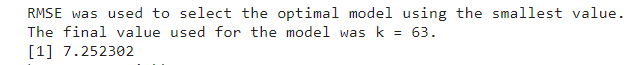 RMSE was used to select the optimal model using the smallest value.
The final value used for the model was k = 63.
[1] 7.252302